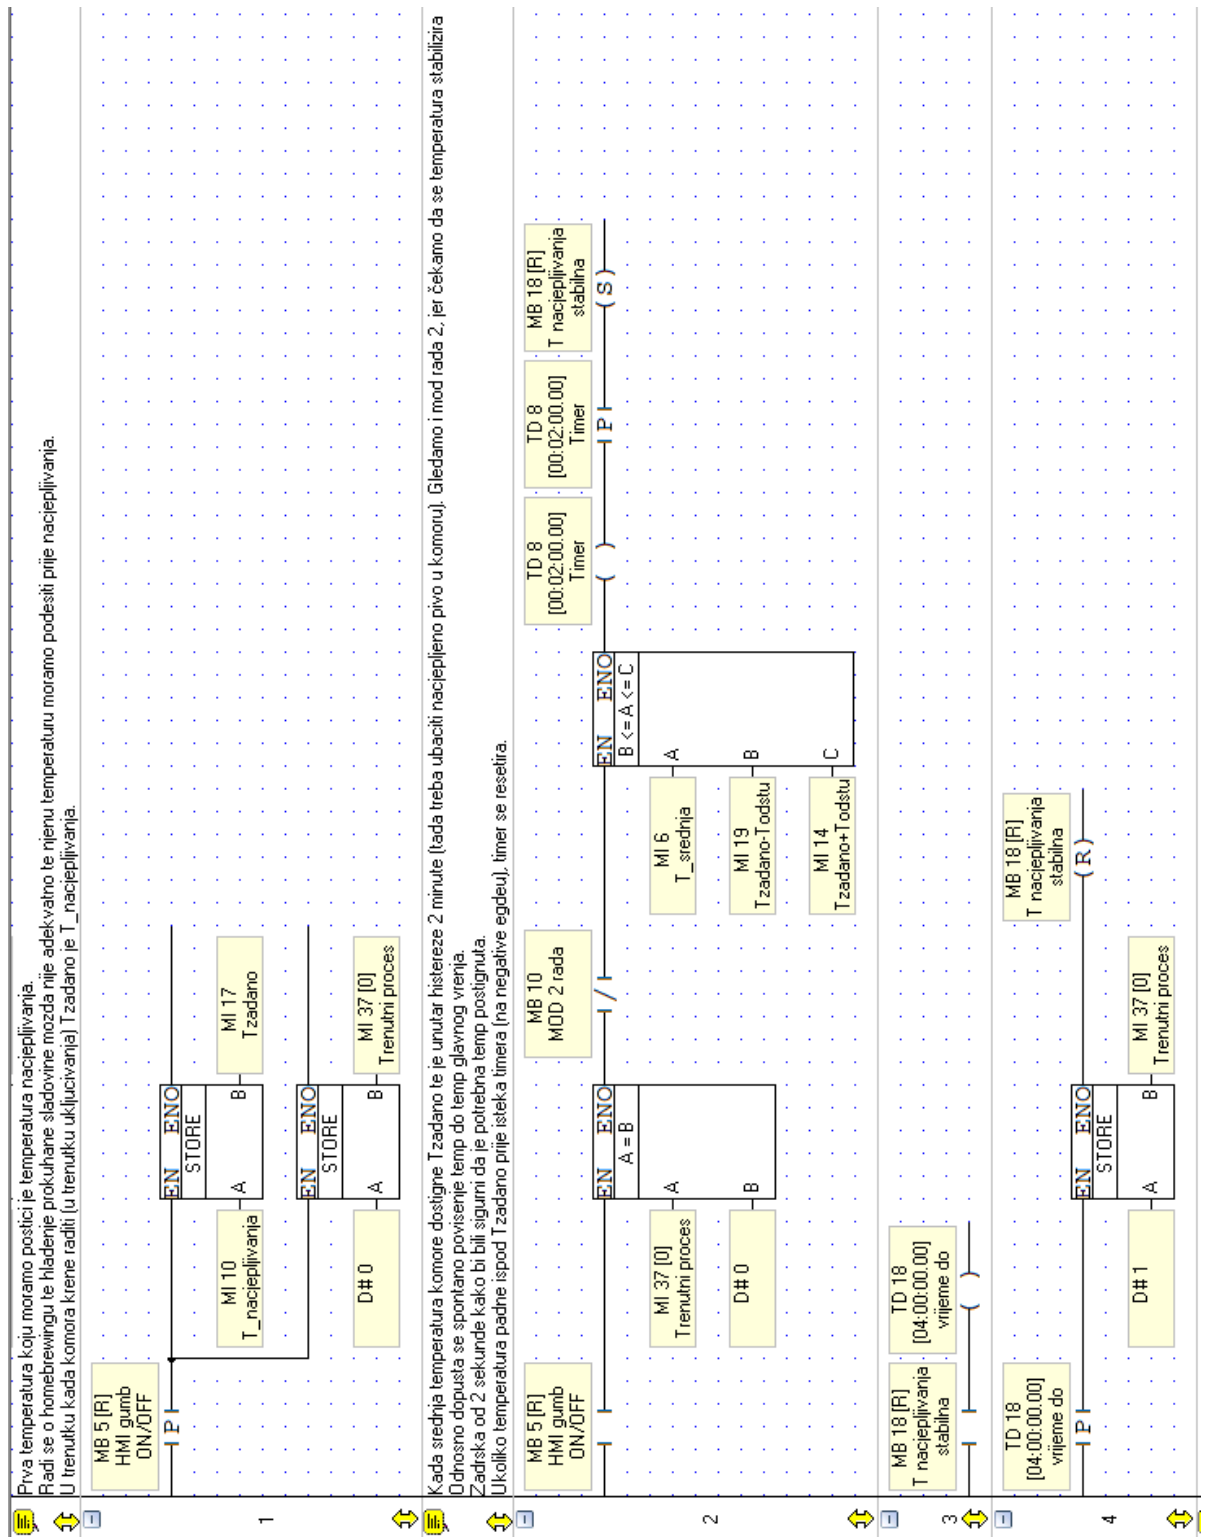 Prva temperatura koju moramo postici je temperatura nacjepljivanja.
Radi se o homebrewingu te hlađenje prokuhane sladovine mozda nije adekvatno te njenu temperaturu moramo podesiti prije nacjepljivanja.
U trenutku kada komora krene raditi (u trenutku ukljucivanja) Tzadano je T_nacjepljivanja.
1
MB 5 [R]
HMI gumb
ON/OFF
P
EN ENO
STORE
MI 10
T_nacjepljivanja
A
B
MI 17
Tzadano
EN ENO
STORE
D# 0
A
B
MI 37 [0]
Trenutni proces
Kada srednja temperatura komore dostigne Tzadano te je unutar histereze 2 minute (tada treba ubaciti nacjepljeno pivo u komoru). Gledamo i mod rada 2, jer čekamo da se temperatura stabilizira
Odnosno dopusta se spontano povisenje temp do temp glavnog vrenja.
Zadrska od 2 sekunde kako bi bili sigurni da je potrebna temp postignuta.
Ukoliko temperatura padne ispod Tzadano prije isteka timera (na negative egdeu), timer se resetira.
2
MB 5 [R]
HMI gumb
ON/OFF
EN ENO
A = B
MI 37 [0]
Trenutni proces
A
D# 0
B
MB 10
MOD 2 rada
/
EN ENO
B <= A <= C
MI 6
T_srednja
A
MI 19
Tzadano-Todstu
B
MI 14
Tzadano+Todstu
C
TD 8
[00:02:00.00]
Timer
( )
TD 8
[00:02:00.00]
Timer
P
MB 18 [R]
T nacjepljivanja
stabilna
(S)
3
MB 18 [R]
T nacjepljivanja
stabilna
TD 18
[04:00:00.00]
vrijeme do
( )
4
TD 18
[04:00:00.00]
vrijeme do
P
EN ENO
STORE
D# 1
A
B
MI 37 [0]
Trenutni proces
MB 18 [R]
T nacjepljivanja
stabilna
(R)